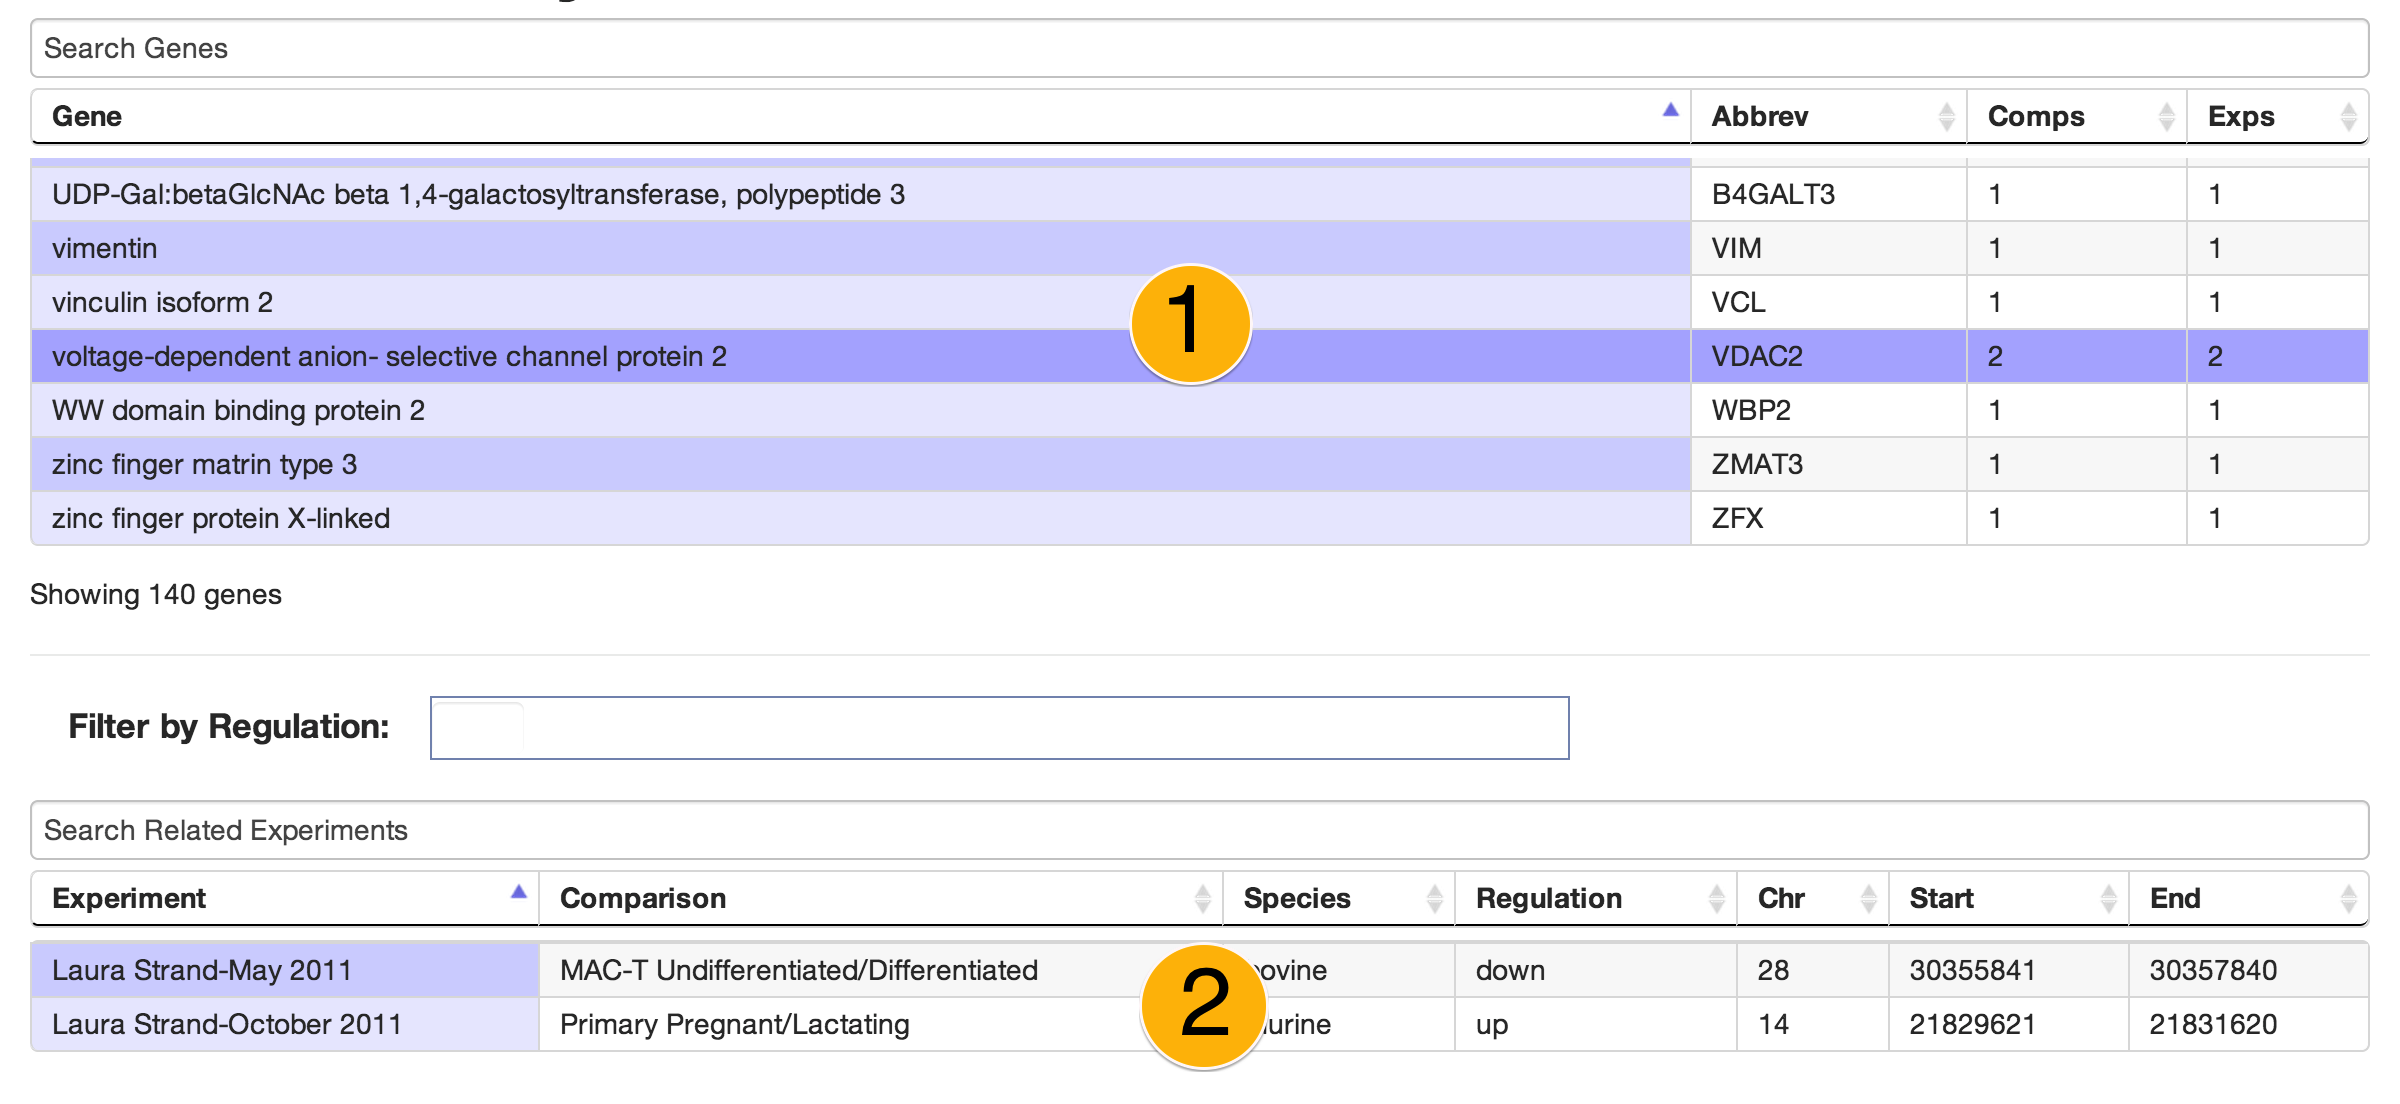 Search Genes
Gene Abbrev Comps Exps
UDP-Gal:betaGlcNAc beta 1,4-galactosyltransferase, polypeptide 3 B4GALT3 1 1
vimentin VIM 1 1
vinculin isoform 2 VCL 1 1
1
voltage-dependent anion- selective channel protein 2 VDAC2 2 2
WW domain binding protein 2 WBP2 1 1
zinc finger matrin type 3 ZMAT3 1 1
zinc finger protein X-linked ZFX 1 1
Showing 140 genes
Filter by Regulation:
Search Related Experiments
Experiment Comparison Species Regulation Chr Start End
Laura Strand-May 2011 MAC-T Undifferentiated/Differentiated down 28 30355841 30357840
2
Laura Strand-October 2011 Primary Pregnant/Lactating up 14 21829621 21831620